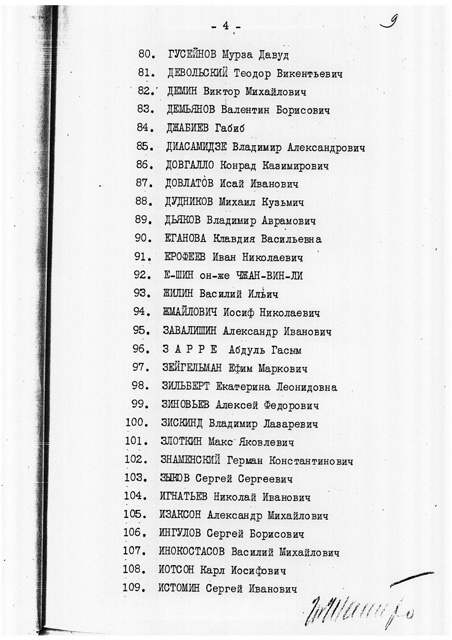 - 4 -
9
80. ГУСЕЙНОВ Мурза Давуд
81. ДЕВОЛЬСКИЙ Теодор Викентьевич
82. ДЕМИН Виктор Михайлович
83. ДЕМЬЯНОВ Валентин Борисович
84. ДЖАБИЕВ Габиб
85. ДИАСАМИДЗЕ Владимир Александрович
86. ДОВГАЛЛО Конрад Казимирович
87. ДОВЛАТОВ Исай Иванович
88. ДУДНИКОВ Михаил Кузьмич
89. ДЬЯКОВ Владимир Аврамович
90. ЕГАНОВА Клавдия Васильевна
91. ЕРОФЕЕВ Иван Николаевич
92. Е-ШИН он-же ЧЖАН-ВИН-ЛИ
93. ЖИЛИН Василий Ильич
94. ЖМАЙЛОВИЧ Иосиф Николаевич
95. ЗАВАЛИШИН Александр Иванович
96. З А Р Р Е Абдуль Гасым
97. ЗЕЙГЕЛЬМАН Ефим Маркович
98. ЗИЛЬБЕРТ Екатерина Леонидовна
99. ЗИНОВЬЕВ Алексей Федорович
100. ЗИСКИНД Владимир Лазаревич
101. ЗЛОТКИН Макс Яковлевич
102. ЗНАМЕНСКИЙ Герман Константинович
103. ЗЫКОВ Сергей Сергеевич
104. ИГНАТЬЕВ Николай Иванович
105. ИЗАКСОН Александр Михайлович
106. ИНГУЛОВ Сергей Борисович
107. ИНОКОСТАСОВ Василий Михайлович
108. ИОТСОН Карл Иосифович
109. ИСТОМИН Сергей Иванович